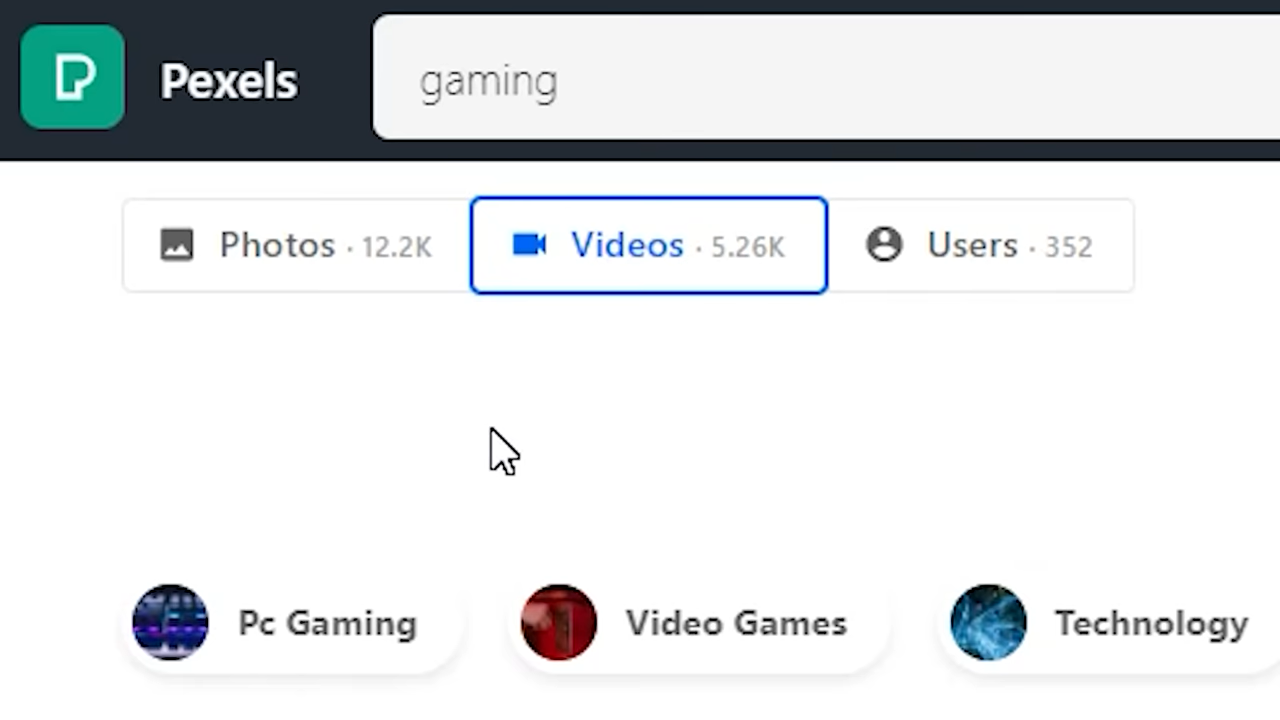 Pexels
gaming
Photos · 12.2K
Videos · 5.26K
Users · 352
Pc Gaming
Video Games
Technology